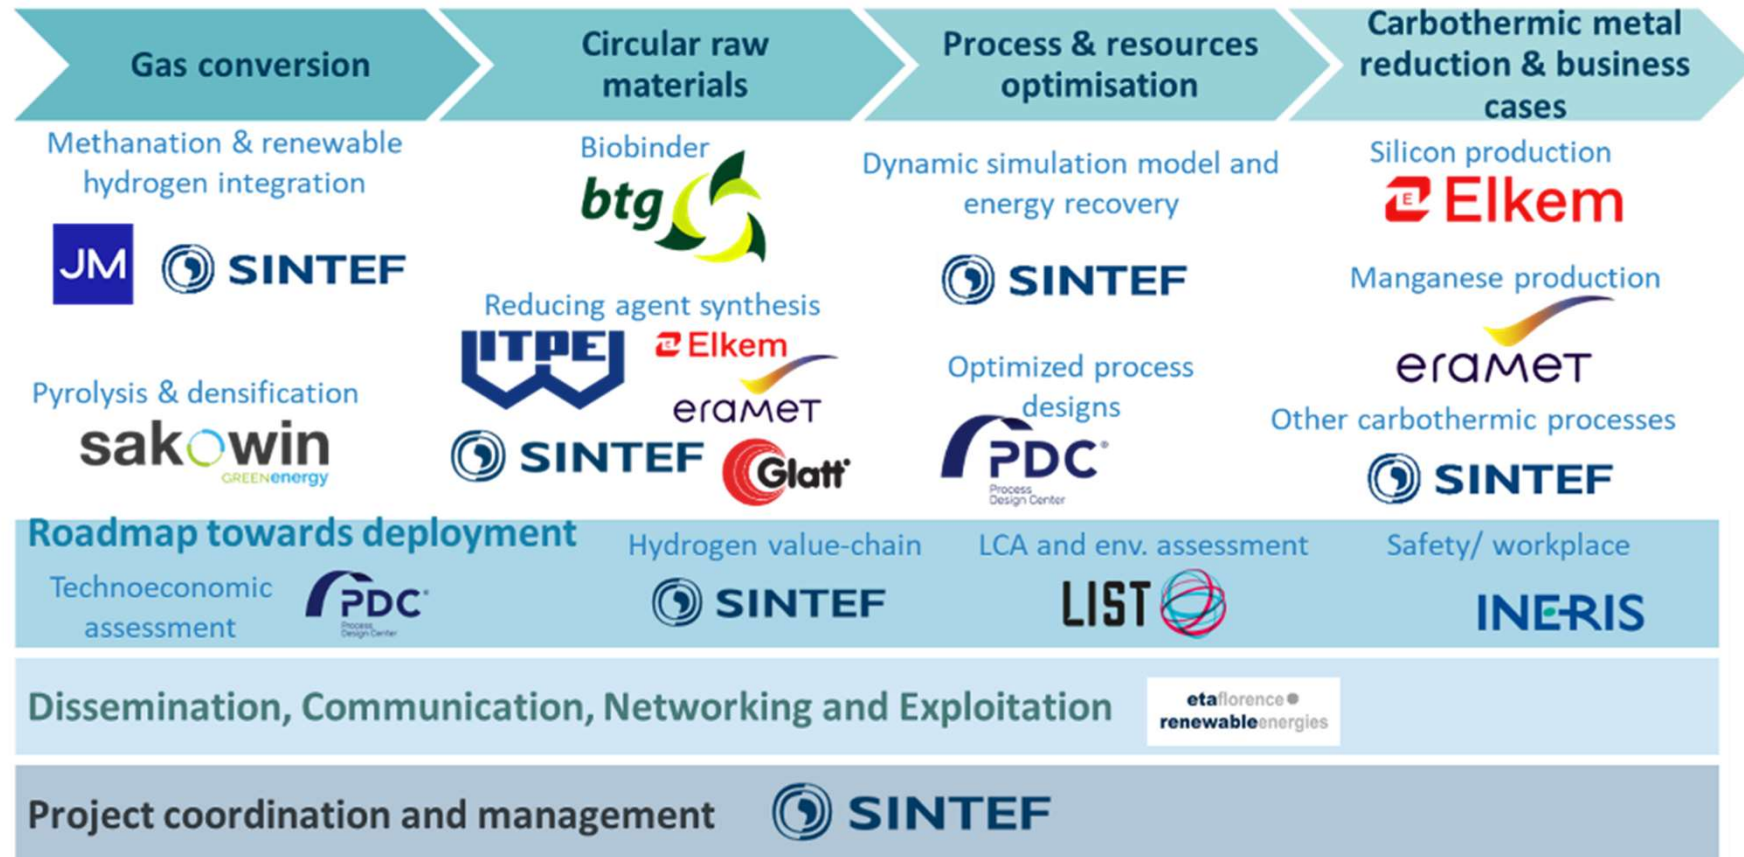 Gas conversion
Circular raw
materials
Process & resources
optimisation
Carbothermic metal
reduction & business
cases
Methanation & renewable
hydrogen integration
JM
SINTEF
Pyrolysis & densification
sakowin
GREENenergy
Biobinder
btg
Reducing agent synthesis
ITPE
Elkem
eramet
SINTEF
Glatt
Dynamic simulation model and
energy recovery
SINTEF
Optimized process
designs
PDC
Process
Design Center
Silicon production
Elkem
Manganese production
eramet
Other carbothermic processes
SINTEF
Roadmap towards deployment
Technoeconomic
assessment
PDC
Process
Design Center
Hydrogen value-chain
SINTEF
LCA and env. assessment
LIST
Safety/ workplace
INERIS
Dissemination, Communication, Networking and Exploitation
etaflorence
renewableenergies
Project coordination and management
SINTEF